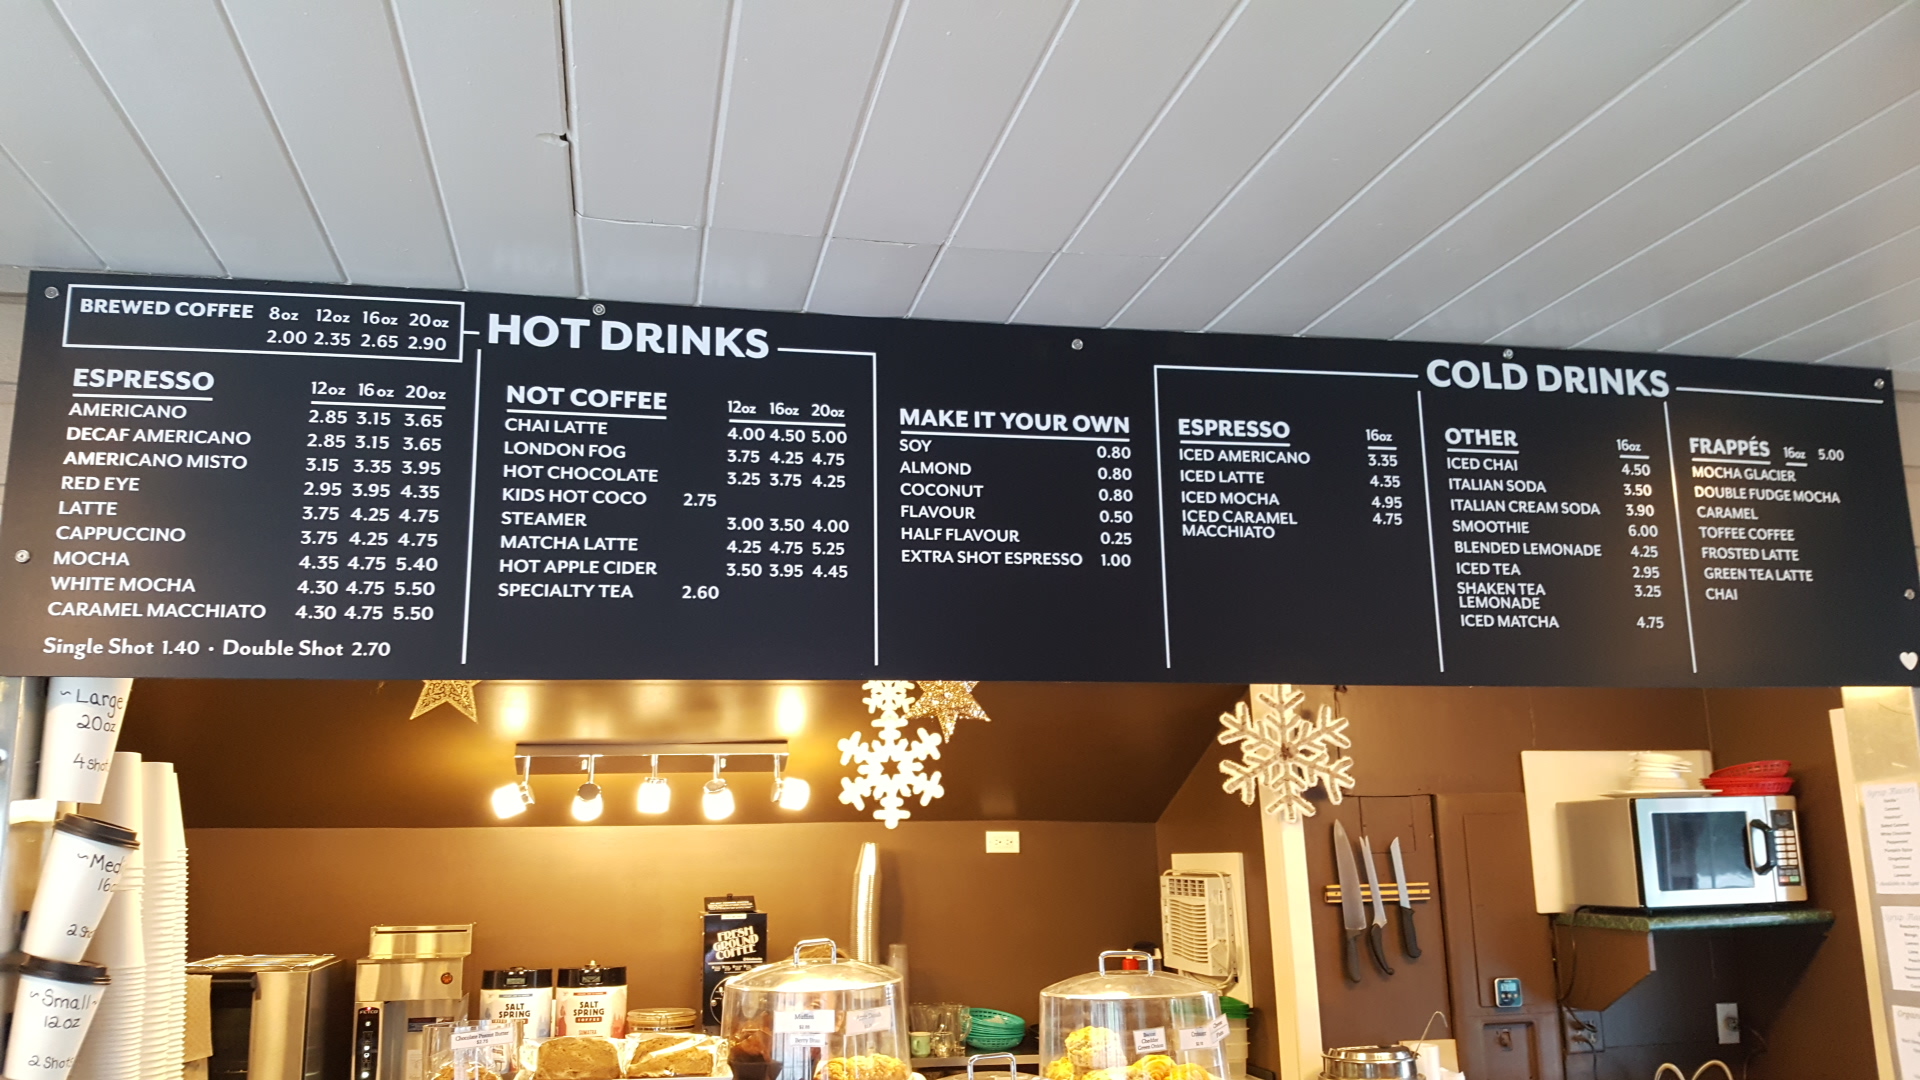 BREWED COFFEE 8oz 12oz 16oz 20oz
2.00 2.35 2.65 2.90
HOT DRINKS
ESPRESSO 12oz 16oz 20oz
AMERICANO 2.85 3.15 3.65
DECAF AMERICANO 2.85 3.15 3.65
AMERICANO MISTO 3.15 3.35 3.95
RED EYE 2.95 3.95 4.35
LATTE 3.75 4.25 4.75
CAPPUCCINO 3.75 4.25 4.75
MOCHA 4.35 4.75 5.40
WHITE MOCHA 4.30 4.75 5.50
CARAMEL MACCHIATO 4.30 4.75 5.50
Single Shot 1.40 · Double Shot 2.70
NOT COFFEE 12oz 16oz 20oz
CHAI LATTE 4.00 4.50 5.00
LONDON FOG 3.75 4.25 4.75
HOT CHOCOLATE 3.25 3.75 4.25
KIDS HOT COCO 2.75
STEAMER 3.00 3.50 4.00
MATCHA LATTE 4.25 4.75 5.25
HOT APPLE CIDER 3.50 3.95 4.45
SPECIALTY TEA 2.60
MAKE IT YOUR OWN
SOY 0.80
ALMOND 0.80
COCONUT 0.80
FLAVOUR 0.50
HALF FLAVOUR 0.25
EXTRA SHOT ESPRESSO 1.00
COLD DRINKS
ESPRESSO 16oz
ICED AMERICANO 3.35
ICED LATTE 4.35
ICED MOCHA 4.95
ICED CARAMEL 4.75
MACCHIATO
OTHER 16oz
ICED CHAI 4.50
ITALIAN SODA 3.50
ITALIAN CREAM SODA 3.90
SMOOTHIE 6.00
BLENDED LEMONADE 4.25
ICED TEA 2.95
SHAKEN TEA 3.25
LEMONADE
ICED MATCHA 4.75
FRAPPÉS 16oz 5.00
MOCHA GLACIER
DOUBLE FUDGE MOCHA
CARAMEL
TOFFEE COFFEE
FROSTED LATTE
GREEN TEA LATTE
CHAI
~Large
20oz
4 shot
~Med
16o
2 Sh
~Small~
12oz
2 Shot
FRESH
GROUND
COFFEE
SALT
SPRING
COFFEE
SALT
SPRING
COFFEE
Muffins